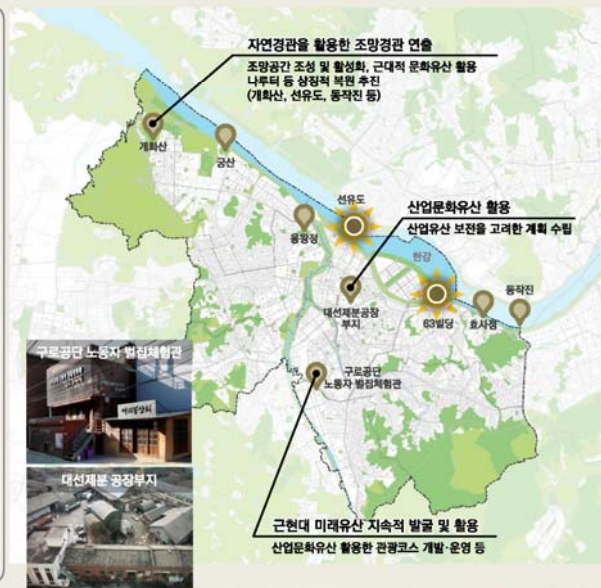 자연경관을 활용한 조망경관 연출
조망공간 조성 및 활성화, 근대적 문화유산 활용
나루터 등 상징적 복원 추진
(개화산, 선유도, 동작진 등)
개화산
궁산
선유도
용왕정
산업문화유산 활용
산업유산 보전을 고려한 계획 수립
한강
대선제분공장
부지
63빌딩
효사정
동작진
구로공단 노동자 벌집체험관
구로공단
노동자 벌집체험관
대선제분 공장부지
근현대 미래유산 지속적 발굴 및 활용
산업문화유산 활용한 관광코스 개발·운영 등